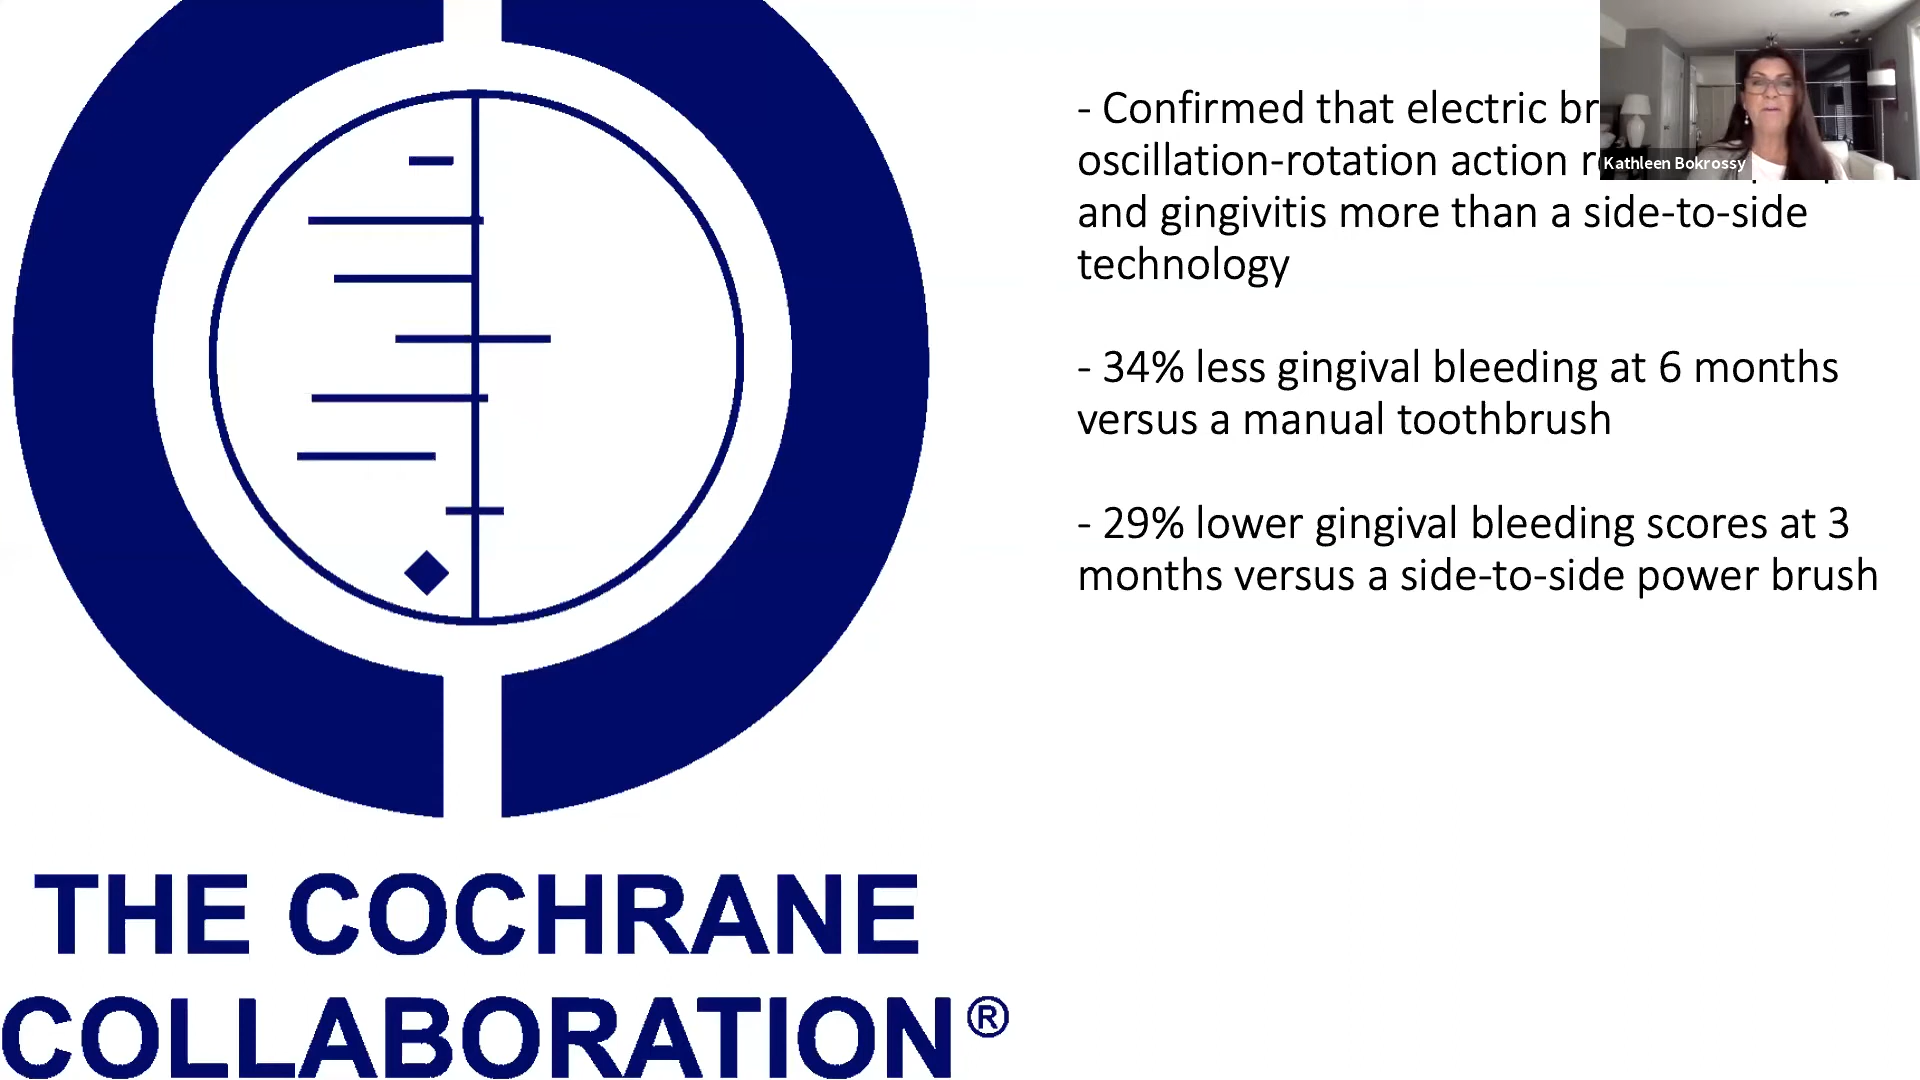 - Confirmed that electric
oscillation-rotation action
and gingivitis more than a side-to-side
technology
- 34% less gingival bleeding at 6 months
versus a manual toothbrush
- 29% lower gingival bleeding scores at 3
months versus a side-to-side power brush
Kathleen Bokrossy
THE COCHRANE
COLLABORATION®